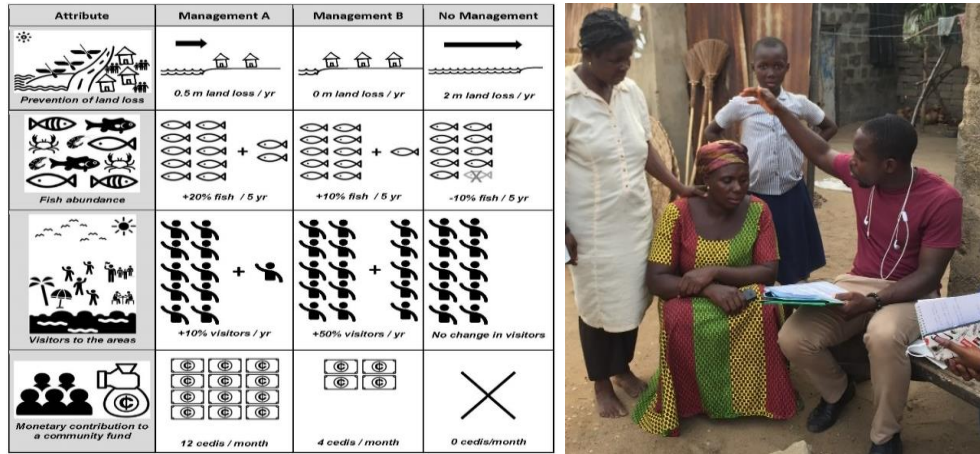 Attribute
Management A
Management B
No Management
Prevention of land loss
0.5 m land loss / yr
0 m land loss / yr
2 m land loss / yr
Fish abundance
+20% fish / 5 yr
+10% fish / 5 yr
-10% fish / 5 yr
Visitors to the areas
+10% visitors / yr
+50% visitors / yr
No change in visitors
Monetary contribution to
a community fund
12 cedis / month
4 cedis / month
0 cedis/month